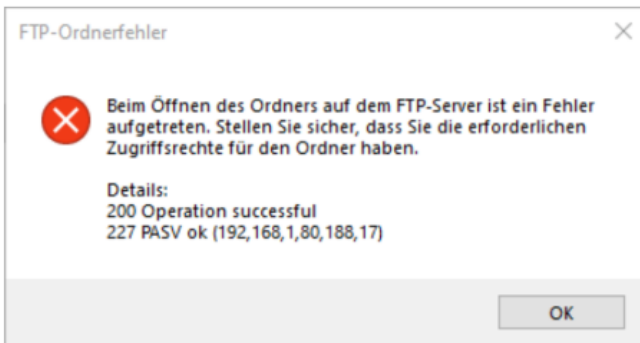 FTP-Ordnerfehler
Beim Öffnen des Ordners auf dem FTP-Server ist ein Fehler
aufgetreten. Stellen Sie sicher, dass Sie die erforderlichen
Zugriffsrechte für den Ordner haben.
Details:
200 Operation successful
227 PASV ok (192,168,1,80,188,17)
OK